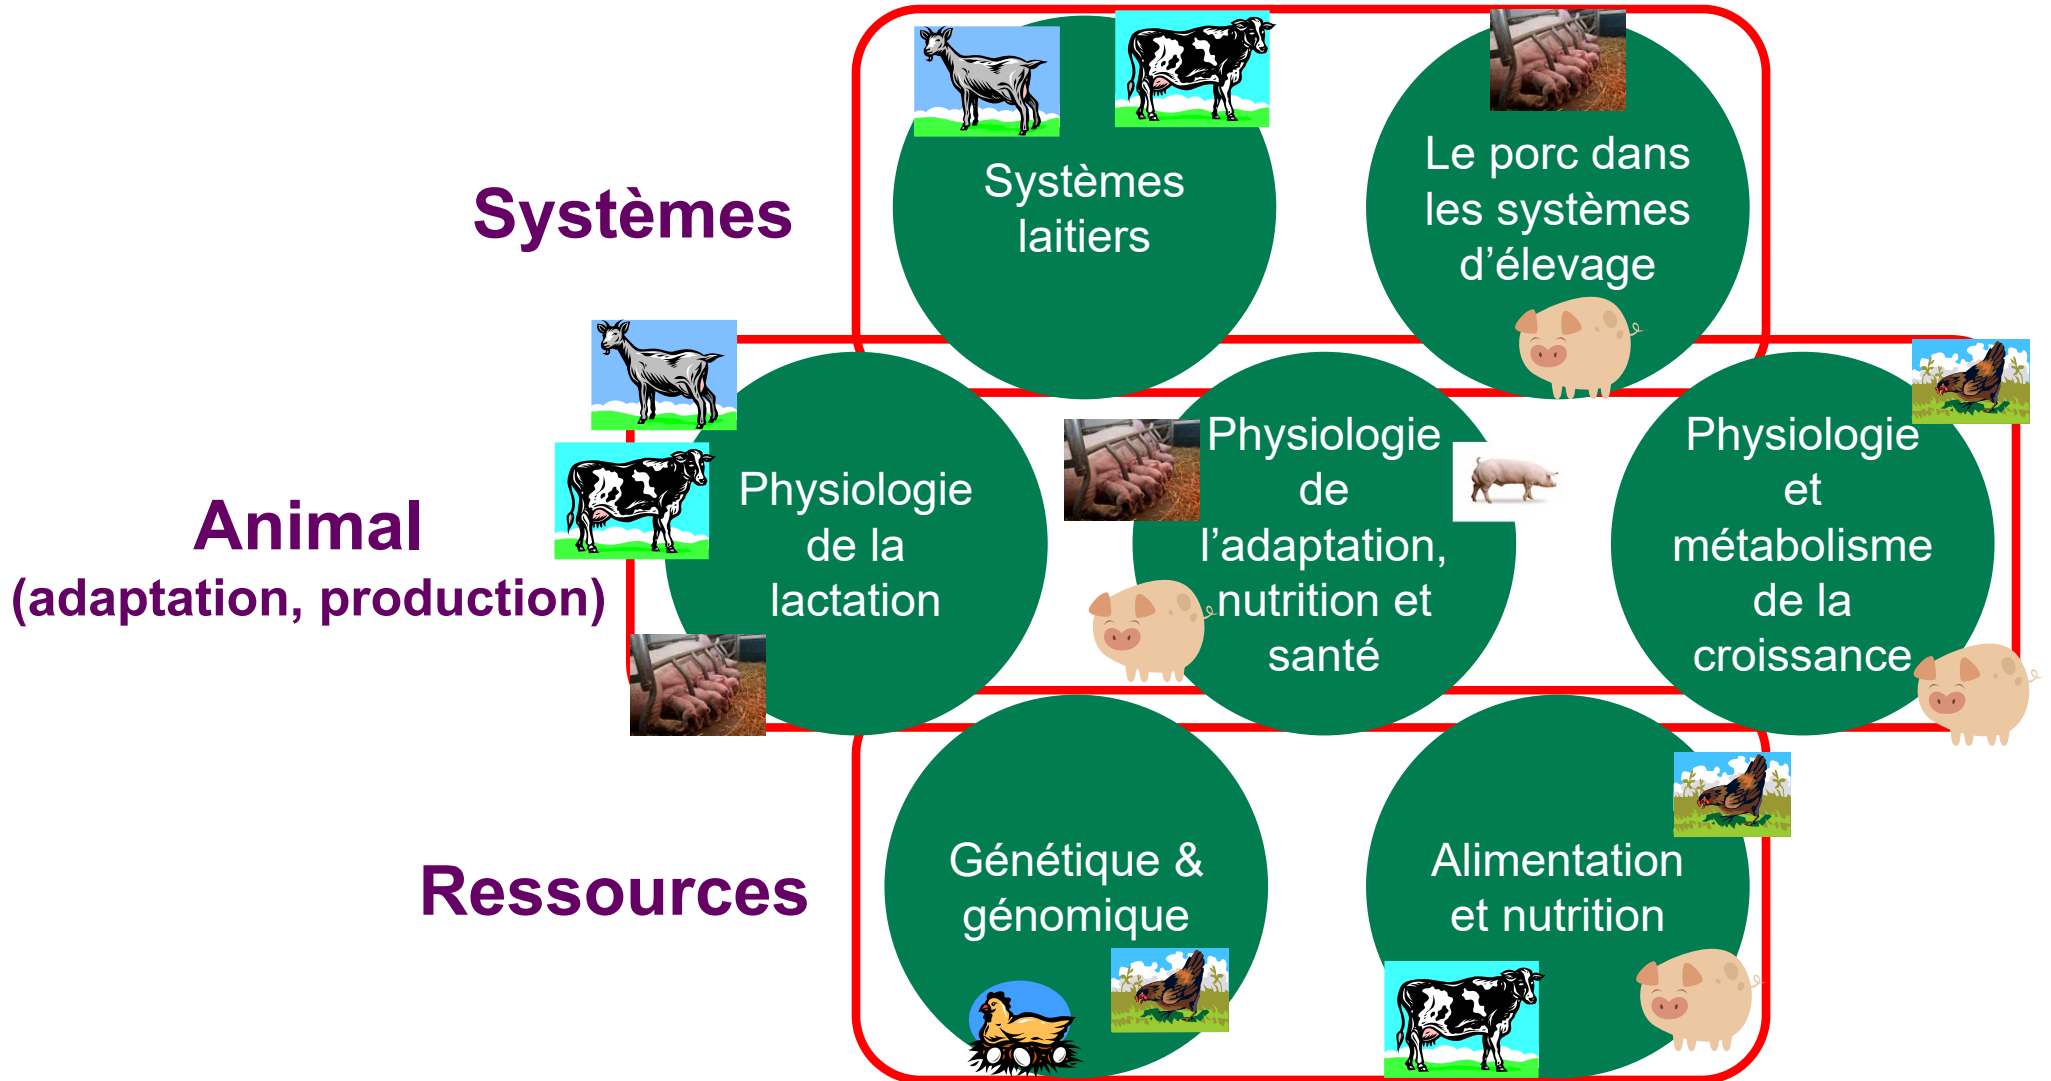 Systèmes
Systèmes
laitiers
Le porc dans
les systèmes
d’élevage
Animal
(adaptation, production)
Physiologie
de la
lactation
Physiologie
de
l’adaptation,
nutrition et
santé
Physiologie
et
métabolisme
de la
croissance
Ressources
Génétique &
génomique
Alimentation
et nutrition